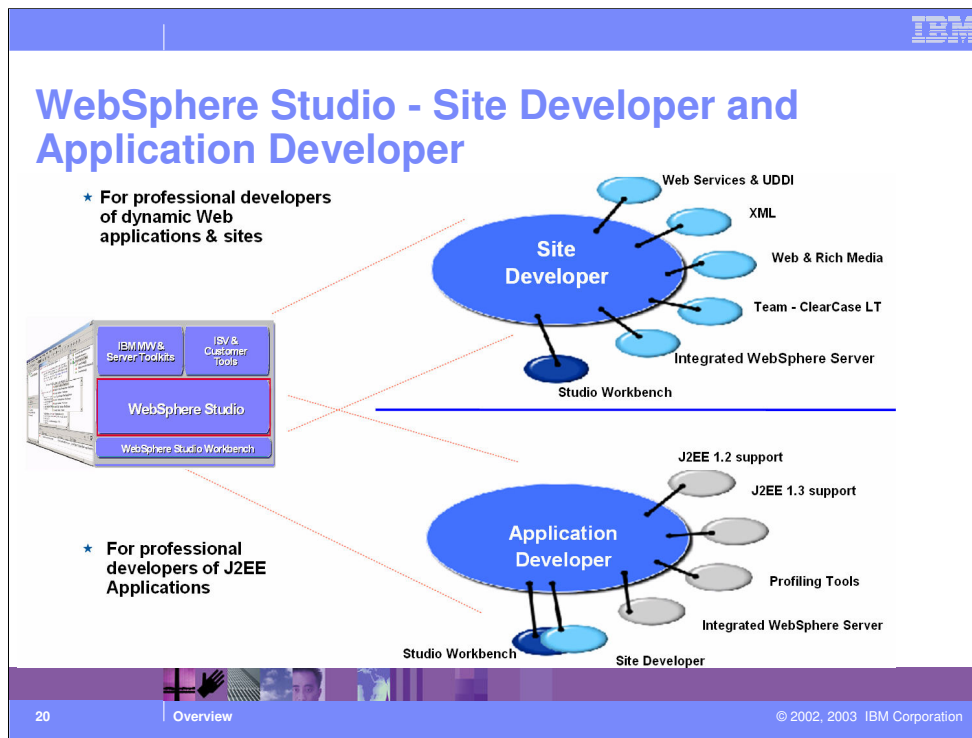 IBM
WebSphere Studio - Site Developer and
Application Developer
★ For professional developers
of dynamic Web
applications & sites
IBM MW &
Server Toolkits
ISV &
Customer
Tools
WebSphere Studio
WebSphere Studio Workbench
Site
Developer
Web Services & UDDI
XML
Web & Rich Media
Team - ClearCase LT
Integrated WebSphere Server
Studio Workbench
★ For professional
developers of J2EE
Applications
Application
Developer
J2EE 1.2 support
J2EE 1.3 support
Profiling Tools
Integrated WebSphere Server
Studio Workbench
Site Developer
20
Overview
© 2002, 2003 IBM Corporation